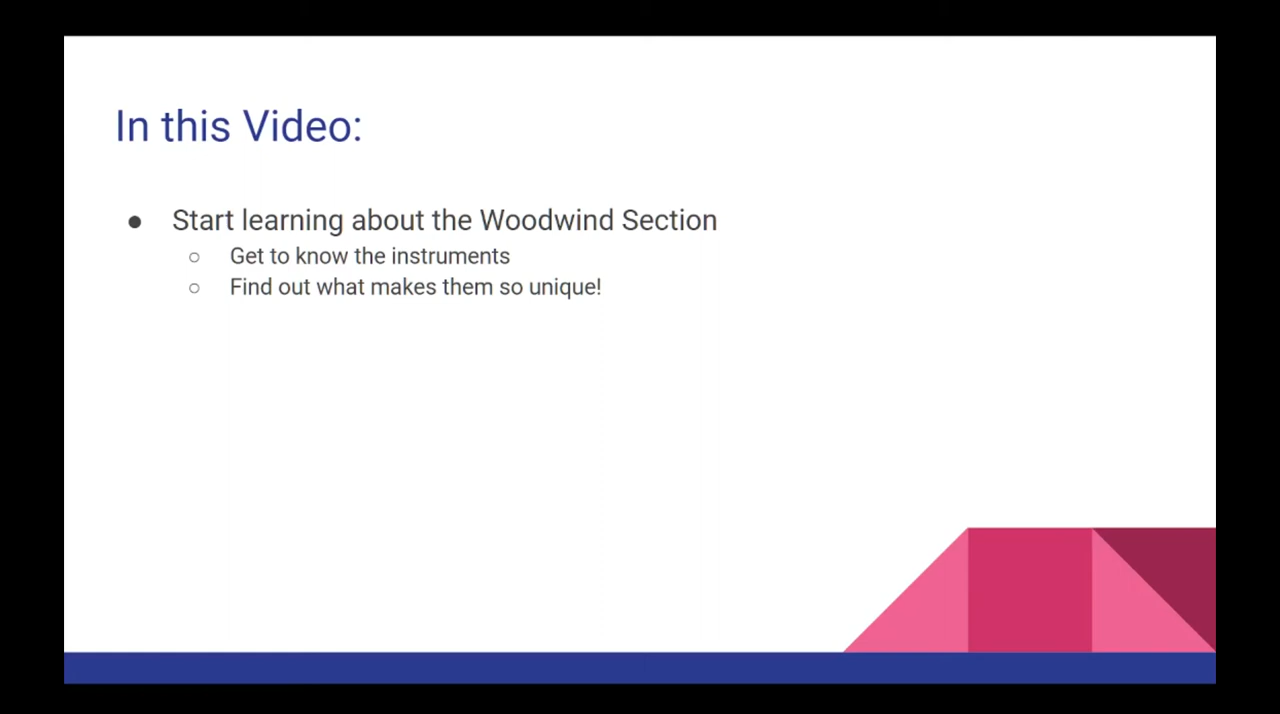 In this Video:
● Start learning about the Woodwind Section
○ Get to know the instruments
○ Find out what makes them so unique!